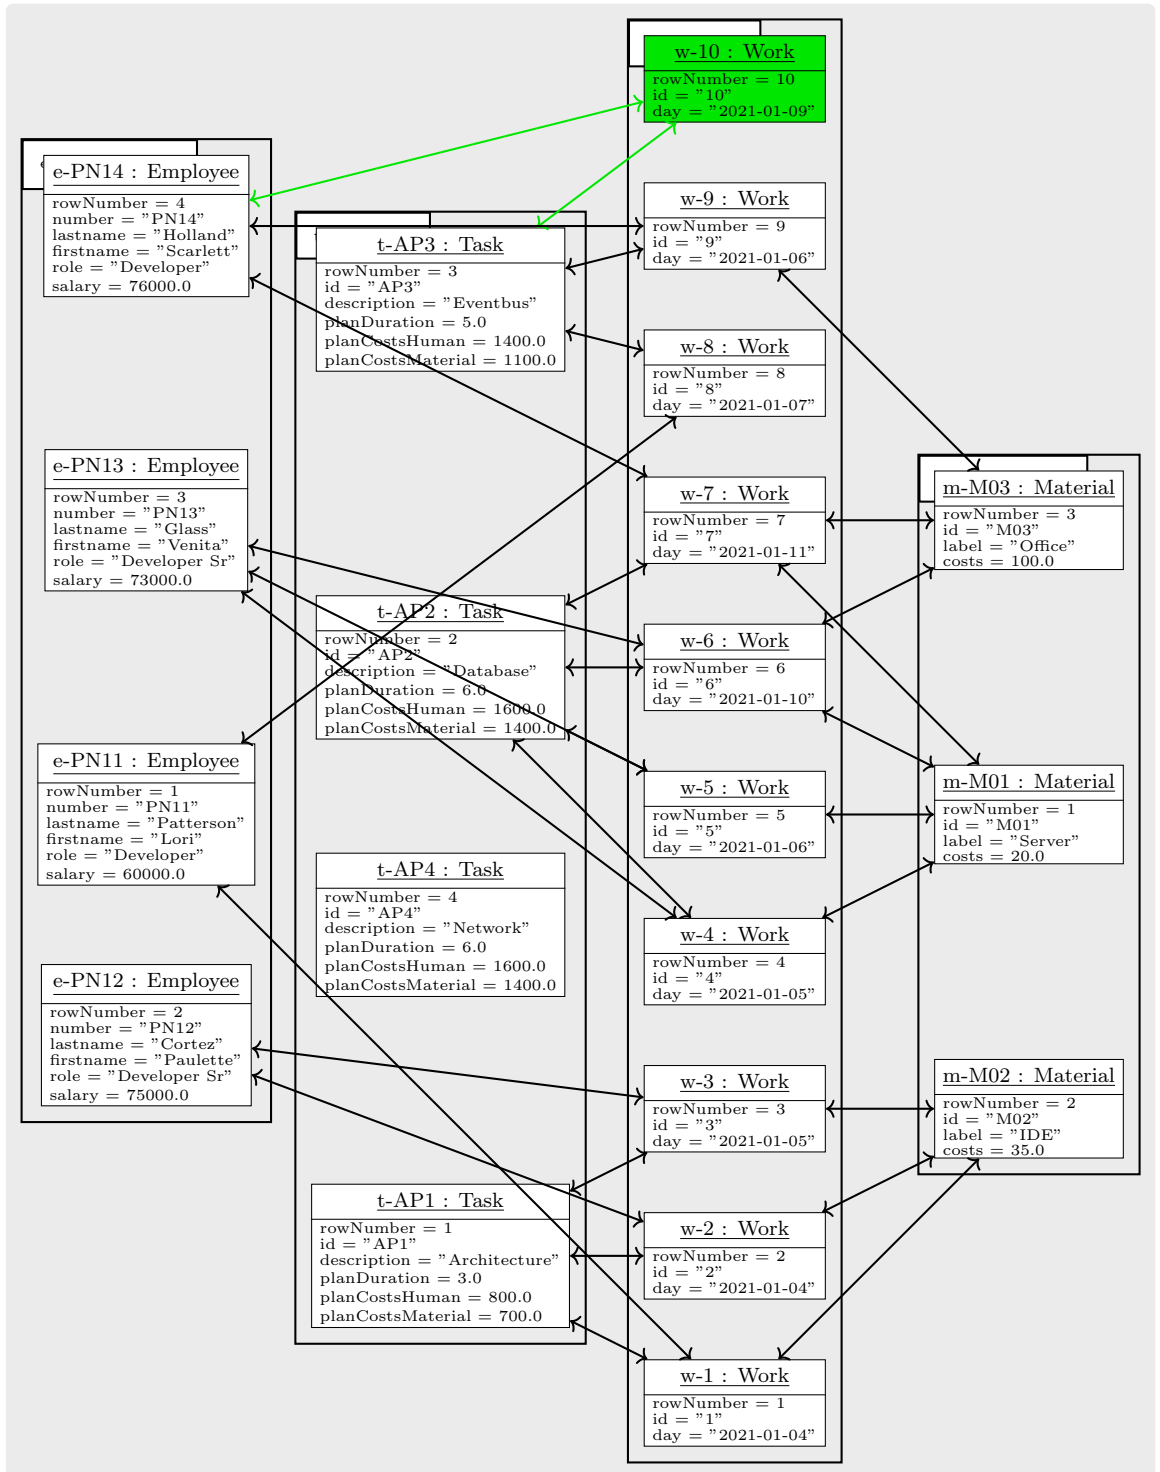 w-10 : Work
rowNumber = 10
id = "10"
day = "2021-01-09"
e-PN14 : Employee
rowNumber = 4
number = "PN14"
lastname = "Holland"
firstname = "Scarlett"
role = "Developer"
salary = 76000.0
w-9 : Work
rowNumber = 9
id = "9"
day = "2021-01-06"
t-AP3 : Task
rowNumber = 3
id = "AP3"
description = "Eventbus"
planDuration = 5.0
planCostsHuman = 1400.0
planCostsMaterial = 1100.0
w-8 : Work
rowNumber = 8
id = "8"
day = "2021-01-07"
e-PN13 : Employee
rowNumber = 3
number = "PN13"
lastname = "Glass"
firstname = "Venita"
role = "Developer Sr"
salary = 73000.0
w-7 : Work
rowNumber = 7
id = "7"
day = "2021-01-11"
m-M03 : Material
rowNumber = 3
id = "M03"
label = "Office"
costs = 100.0
t-AP2 : Task
rowNumber = 2
id = "AP2"
description = "Database"
planDuration = 6.0
planCostsHuman = 1600.0
planCostsMaterial = 1400.0
w-6 : Work
rowNumber = 6
id = "6"
day = "2021-01-10"
e-PN11 : Employee
rowNumber = 1
number = "PN11"
lastname = "Patterson"
firstname = "Lori"
role = "Developer"
salary = 60000.0
w-5 : Work
rowNumber = 5
id = "5"
day = "2021-01-06"
m-M01 : Material
rowNumber = 1
id = "M01"
label = "Server"
costs = 20.0
t-AP4 : Task
rowNumber = 4
id = "AP4"
description = "Network"
planDuration = 6.0
planCostsHuman = 1600.0
planCostsMaterial = 1400.0
w-4 : Work
rowNumber = 4
id = "4"
day = "2021-01-05"
e-PN12 : Employee
rowNumber = 2
number = "PN12"
lastname = "Cortez"
firstname = "Paulette"
role = "Developer Sr"
salary = 75000.0
w-3 : Work
rowNumber = 3
id = "3"
day = "2021-01-05"
m-M02 : Material
rowNumber = 2
id = "M02"
label = "IDE"
costs = 35.0
t-AP1 : Task
rowNumber = 1
id = "AP1"
description = "Architecture"
planDuration = 3.0
planCostsHuman = 800.0
planCostsMaterial = 700.0
w-2 : Work
rowNumber = 2
id = "2"
day = "2021-01-04"
w-1 : Work
rowNumber = 1
id = "1"
day = "2021-01-04"